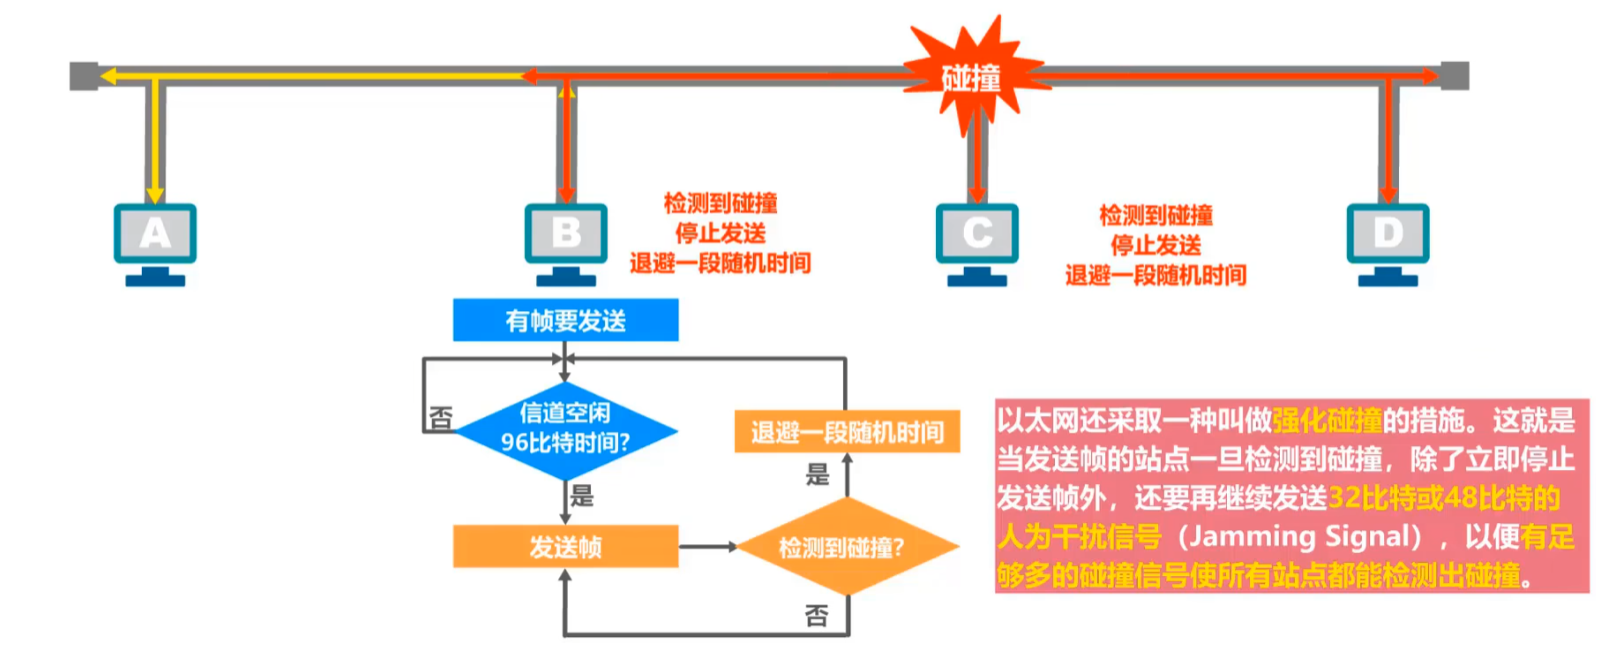 碰撞
A
B
C
D
检测到碰撞
停止发送
退避一段随机时间
检测到碰撞
停止发送
退避一段随机时间
有帧要发送
信道空闲
96比特时间?
否
是
发送帧
检测到碰撞?
是
退避一段随机时间
否
以太网还采取一种叫做强化碰撞的措施。这就是
当发送帧的站点一旦检测到碰撞，除了立即停止
发送帧外，还要再继续发送32比特或48比特的
人为干扰信号（Jamming Signal），以便有足
够多的碰撞信号使所有站点都能检测出碰撞。